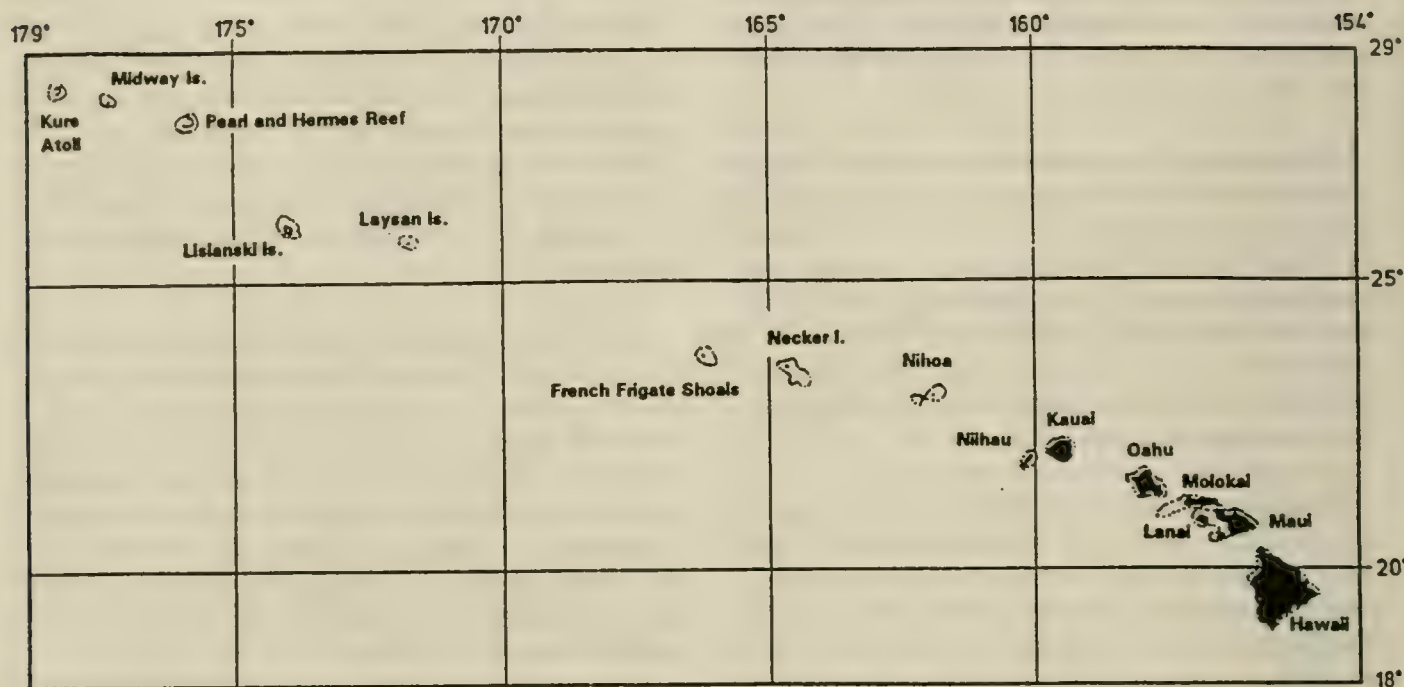 179° 175° 170° 165° 160° 154°
29°
Midway Is.
Kure
Atoll
Pearl and Hermes Reef
Laysan Is.
Lisianski Is.
25°
Necker I.
Nihoa
French Frigate Shoals
Kauai
Niihau
Oahu
Molokai
Lanai
Maui
20°
Hawaii
18°